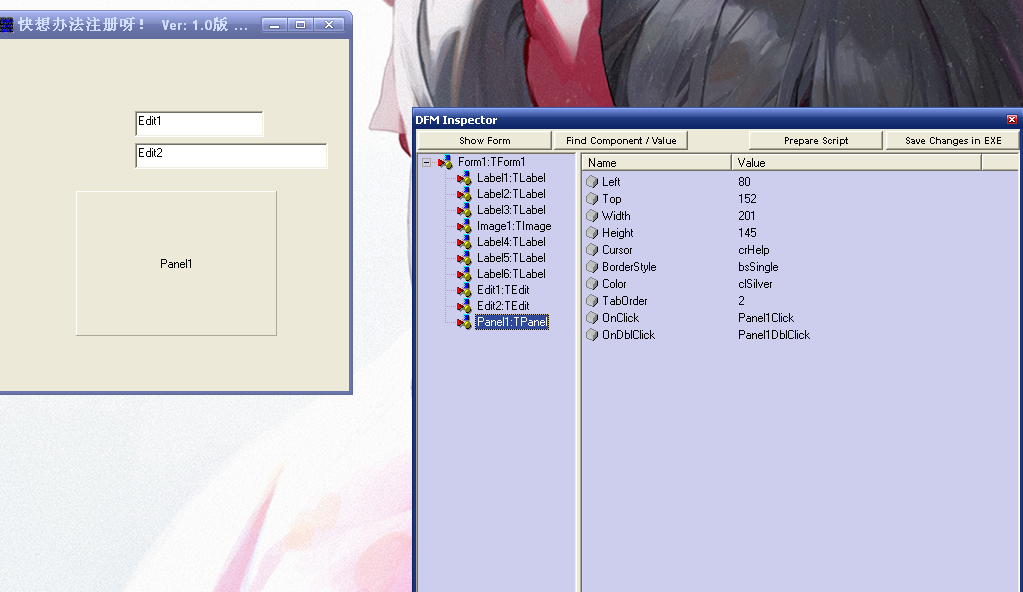 快想办法注册呀! Ver: 1.0版 ...
Edit1
Edit2
Panel1
DFM Inspector
Show Form
Find Component / Value
Prepare Script
Save Changes in EXE
Form1:TForm1
Label1:TLabel
Label2:TLabel
Label3:TLabel
Image1:TImage
Label4:TLabel
Label5:TLabel
Label6:TLabel
Edit1:TEdit
Edit2:TEdit
Panel1:TPanel
Name Value
Left 80
Top 152
Width 201
Height 145
Cursor crHelp
BorderStyle bsSingle
Color clSilver
TabOrder 2
OnClick Panel1Click
OnDblClick Panel1DblClick